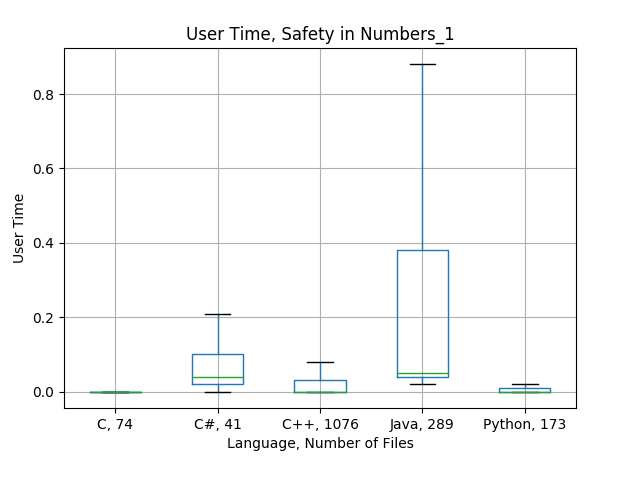 User Time, Safety in Numbers_1
User Time
0.8
0.6
0.4
0.2
0.0
C, 74
C#, 41
C++, 1076
Java, 289
Python, 173
Language, Number of Files